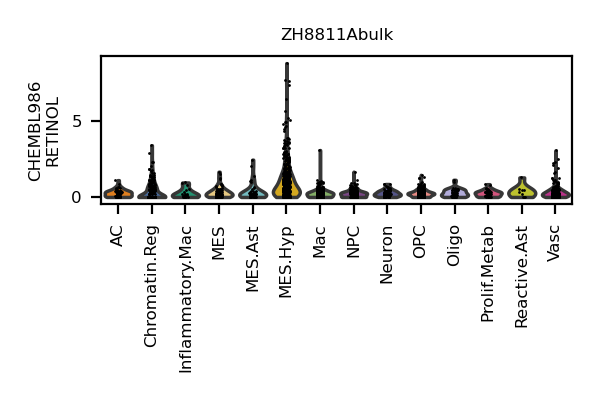 ZH8811Abulk
CHEMBL986
RETINOL
5
0
AC
Chromatin.Reg
Inflammatory.Mac
MES
MES.Ast
MES.Hyp
Mac
NPC
Neuron
OPC
Oligo
Prolif.Metab
Reactive.Ast
Vasc